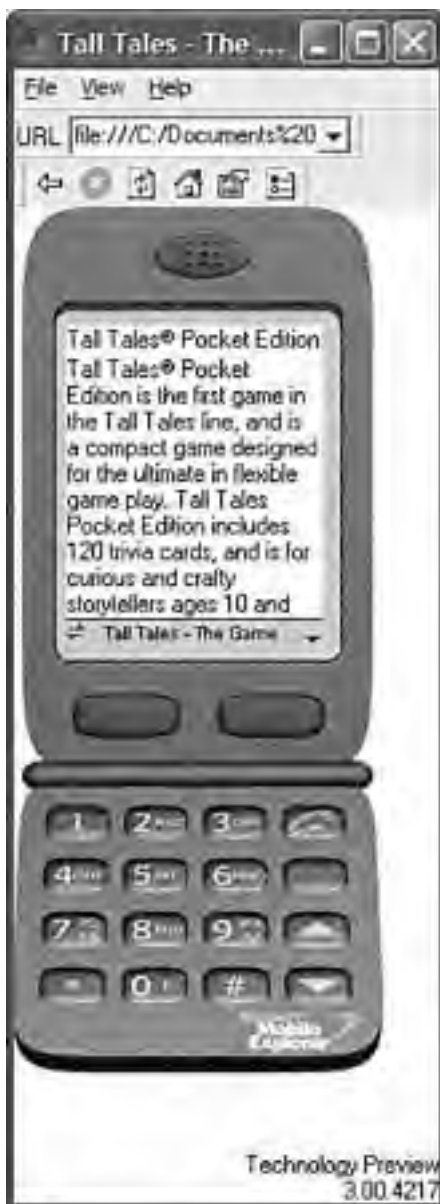 Tall Tales - The ...
File View Help
URL file:///C:/Documents%20
Tall Tales® Pocket Edition
Tall Tales® Pocket
Edition is the first game in
the Tall Tales line, and is
a compact game designed
for the ultimate in flexible
game play. Tall Tales
Pocket Edition includes
120 trivia cards, and is for
curious and crafty
storytellers ages 10 and
Tall Tales - The Game
1 2 3
4 5 6
7 8 9
* 0 #
Mobile
Explorer
Technology Preview
3.00.4217